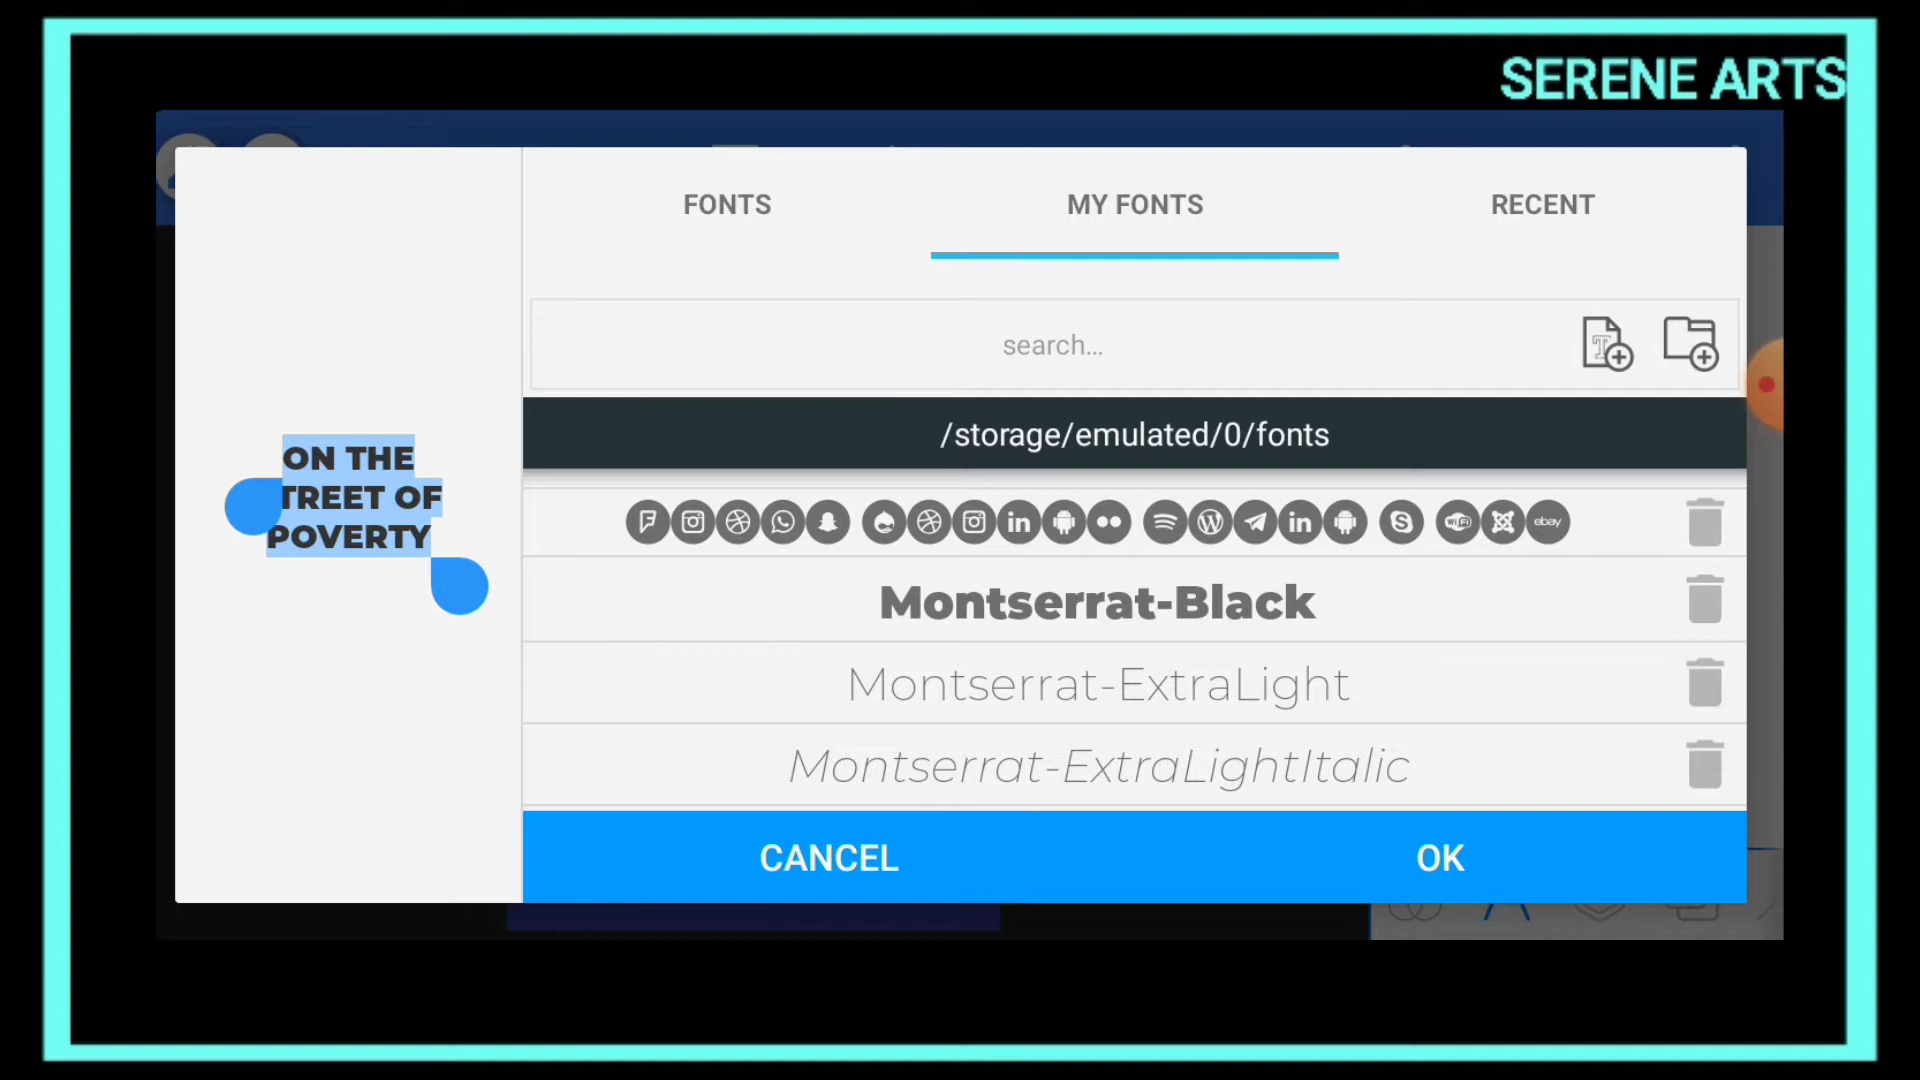 SERENE ARTS
FONTS
MY FONTS
RECENT
search...
/storage/emulated/0/fonts
ON THE
TREET OF
POVERTY
Montserrat-Black
Montserrat-ExtraLight
Montserrat-ExtraLightItalic
CANCEL
OK